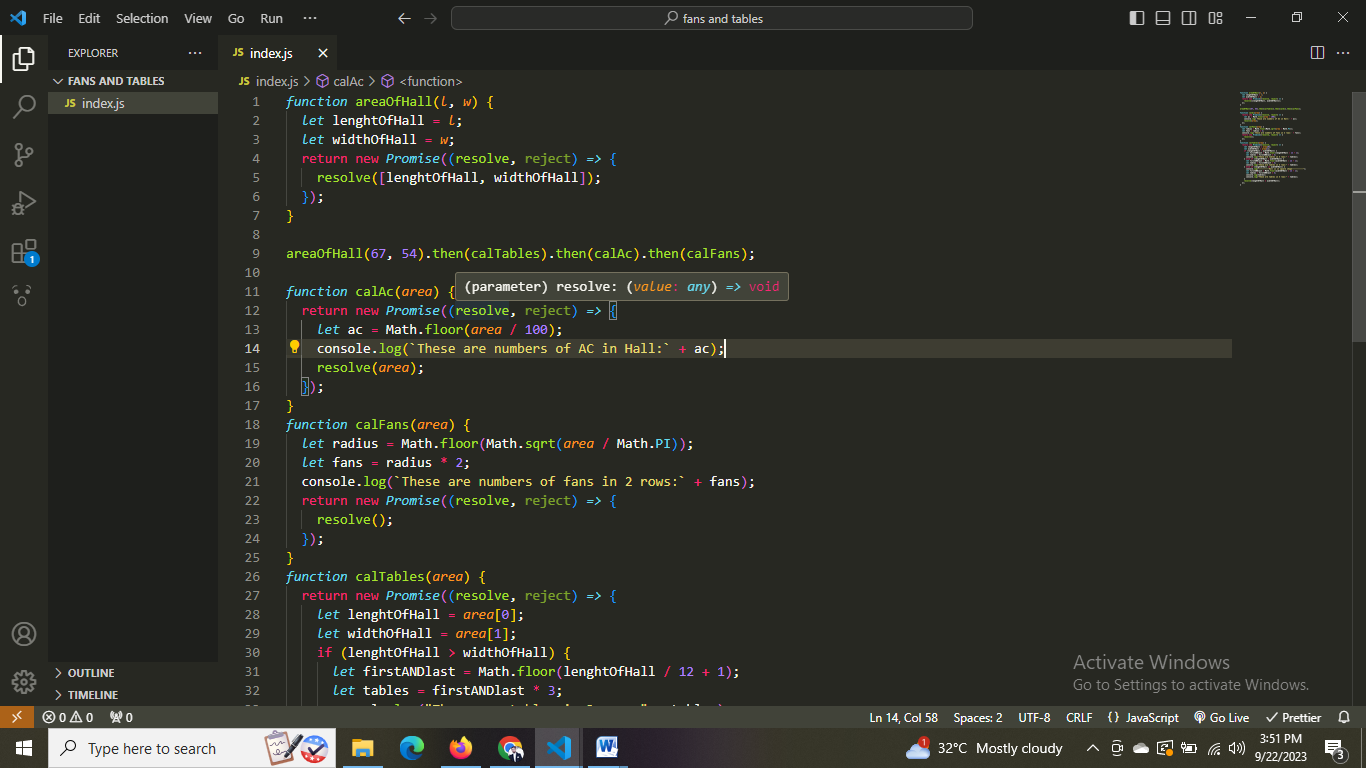 File Edit Selection View Go Run ··· fans and tables
EXPLORER ···
FANS AND TABLES
JS index.js
OUTLINE
TIMELINE
JS index.js
JS index.js > calAc > <function>
1 function areaOfHall(l, w) {
2 let lenghtOfHall = l;
3 let widthOfHall = w;
4 return new Promise((resolve, reject) => {
5 resolve([lenghtOfHall, widthOfHall]);
6 });
7 }
8
9 areaOfHall(67, 54).then(calTables).then(calAc).then(calFans);
10
(parameter) resolve: (value: any) => void
11 function calAc(area) {
12 return new Promise((resolve, reject) => {
13 let ac = Math.floor(area / 100);
14 console.log(`These are numbers of AC in Hall:` + ac);
15 resolve(area);
16 });
17 }
18 function calFans(area) {
19 let radius = Math.floor(Math.sqrt(area / Math.PI));
20 let fans = radius * 2;
21 console.log(`These are numbers of fans in 2 rows:` + fans);
22 return new Promise((resolve, reject) => {
23 resolve();
24 });
25 }
26 function calTables(area) {
27 return new Promise((resolve, reject) => {
28 let lenghtOfHall = area[0];
29 let widthOfHall = area[1];
30 if (lenghtOfHall > widthOfHall) {
31 let firstANDlast = Math.floor(lenghtOfHall / 12 + 1);
32 let tables = firstANDlast * 3;
Activate Windows
Go to Settings to activate Windows.
1
0 0 0 Ln 14, Col 58 Spaces: 2 UTF-8 CRLF {} JavaScript Go Live Prettier
Type here to search 1 32°C Mostly cloudy 3:51 PM
9/22/2023 3